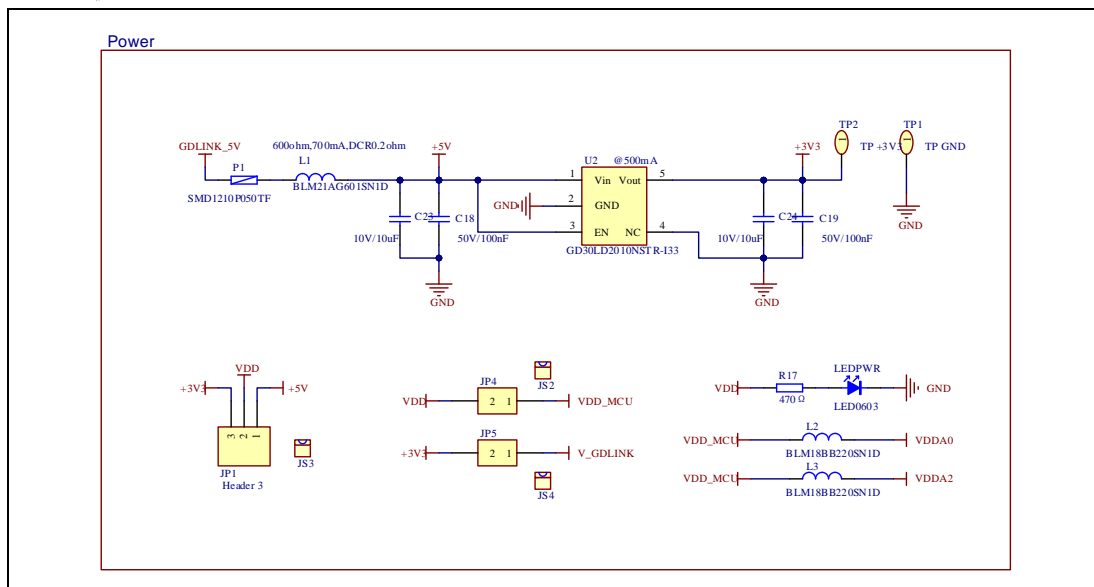 Power
GDLINK_5V
P1
SMD1210P050TF
600ohm,700mA,DCR0.2ohm
L1
BLM21AG601SN1D
+5V
C23
10V/10uF
C18
50V/100nF
GND
GND
U2
@500mA
1
Vin
Vout
5
2
GND
3
EN
NC
4
GD30LD2010NSTR-I33
+3V3
C24
10V/10uF
C19
50V/100nF
GND
TP2
1
TP +3V3
TP1
1
TP GND
GND
VDD
+3V3
+5V
3
2
1
JP1
Header 3
JS3
JS2
JP4
VDD
2
1
VDD_MCU
JP5
+3V3
2
1
V_GDLINK
JS4
VDD
R17
470 Ω
LEDPWR
LED0603
GND
VDD_MCU
L2
BLM18BB220SN1D
VDDA0
VDD_MCU
L3
BLM18BB220SN1D
VDDA2